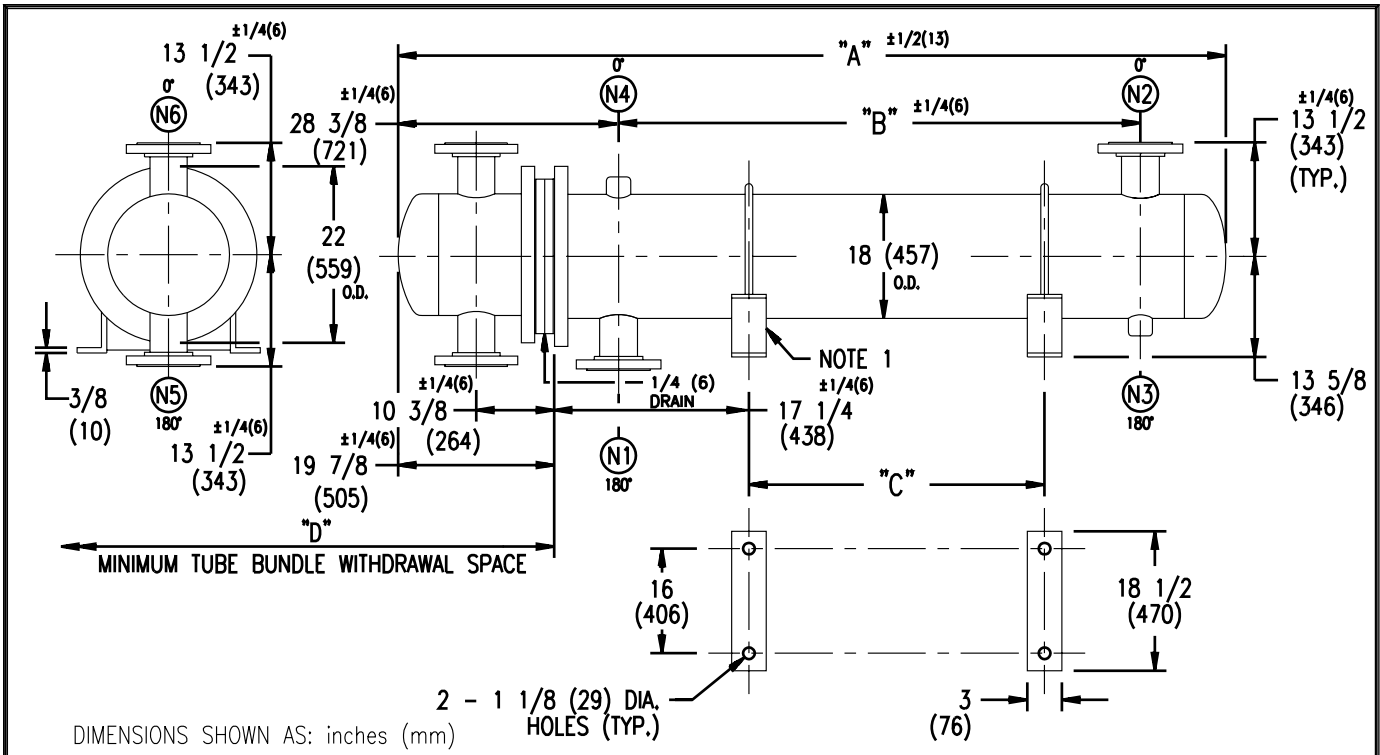 ±1/4(6)
13 1/2
(343)
0°
N6
"A" ±1/2(13)
0°
N4
0°
N2
±1/4(6)
28 3/8
(721)
"B" ±1/4(6)
±1/4(6)
13 1/2
(343)
(TYP.)
22
(559)
O.D.
18 (457)
O.D.
3/8
(10)
N5
180°
±1/4(6)
13 1/2
(343)
±1/4(6)
10 3/8
(264)
±1/4(6)
19 7/8
(505)
1/4 (6)
DRAIN
NOTE 1
±1/4(6)
17 1/4
(438)
N1
180°
N3
180°
13 5/8
(346)
"C"
"D"
MINIMUM TUBE BUNDLE WITHDRAWAL SPACE
16
(406)
18 1/2
(470)
2 - 1 1/8 (29) DIA.
HOLES (TYP.)
3
(76)
DIMENSIONS SHOWN AS: inches (mm)